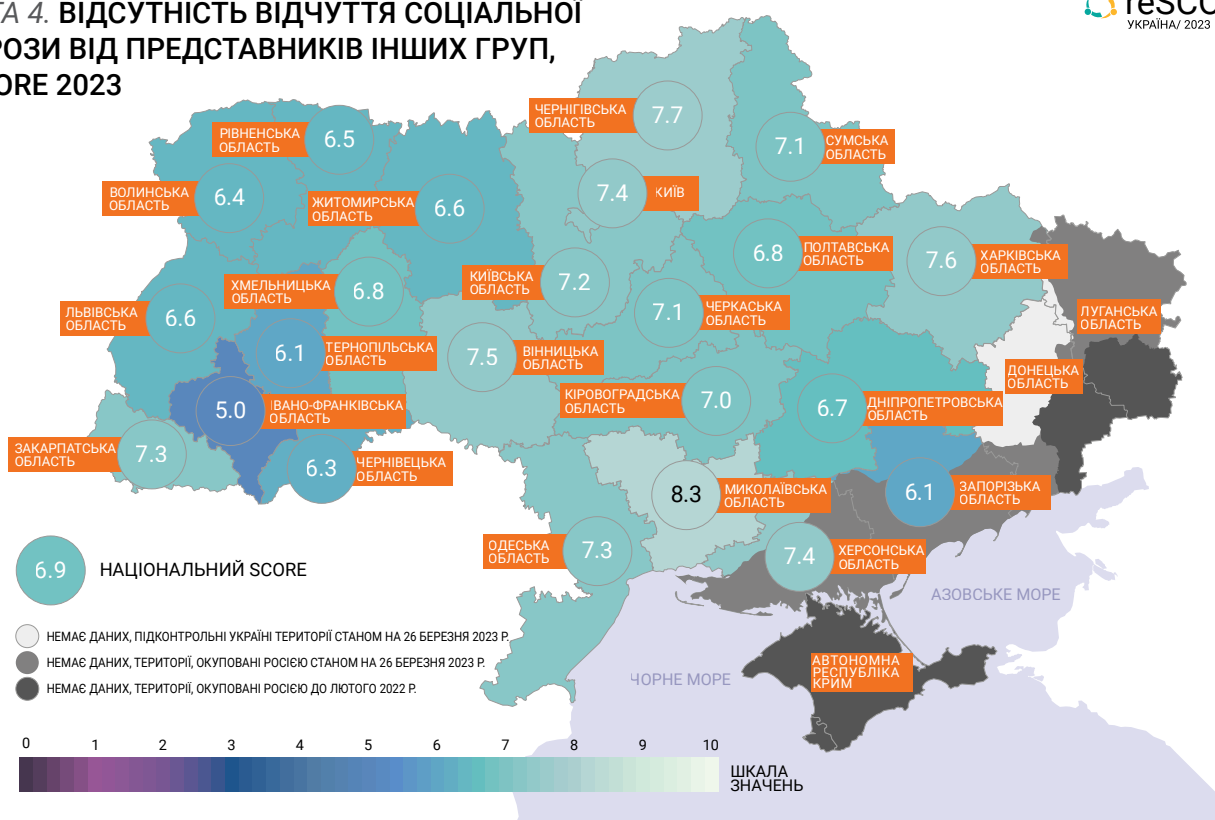 ТА 4. ВІДСУТНІСТЬ ВІДЧУТТЯ СОЦІАЛЬНОЇ
РОЗИ ВІД ПРЕДСТАВНИКІВ ІНШИХ ГРУП,
ORE 2023
reSCO
УКРАЇНА/ 2023
ЧЕРНІГІВСЬКА
ОБЛАСТЬ
7.7
РІВНЕНСЬКА
ОБЛАСТЬ
6.5
7.1
СУМСЬКА
ОБЛАСТЬ
ВОЛИНСЬКА
ОБЛАСТЬ
6.4
ЖИТОМИРСЬКА
ОБЛАСТЬ
6.6
7.4
КИЇВ
6.8
ПОЛТАВСЬКА
ОБЛАСТЬ
7.6
ХАРКІВСЬКА
ОБЛАСТЬ
ХМЕЛЬНИЦЬКА
ОБЛАСТЬ
6.8
КИЇВСЬКА
ОБЛАСТЬ
7.2
7.1
ЧЕРКАСЬКА
ОБЛАСТЬ
ЛУГАНСЬКА
ОБЛАСТЬ
ЛЬВІВСЬКА
ОБЛАСТЬ
6.6
6.1
ТЕРНОПІЛЬСЬКА
ОБЛАСТЬ
7.5
ВІННИЦЬКА
ОБЛАСТЬ
ДОНЕЦЬКА
ОБЛАСТЬ
5.0
ІВАНО-ФРАНКІВСЬКА
ОБЛАСТЬ
КІРОВОГРАДСЬКА
ОБЛАСТЬ
7.0
6.7
ДНІПРОПЕТРОВСЬКА
ОБЛАСТЬ
ЗАКАРПАТСЬКА
ОБЛАСТЬ
7.3
6.3
ЧЕРНІВЕЦЬКА
ОБЛАСТЬ
8.3
МИКОЛАЇВСЬКА
ОБЛАСТЬ
6.1
ЗАПОРІЗЬКА
ОБЛАСТЬ
ОДЕСЬКА
ОБЛАСТЬ
7.3
7.4
ХЕРСОНСЬКА
ОБЛАСТЬ
6.9
НАЦІОНАЛЬНИЙ SCORE
АЗОВСЬКЕ МОРЕ
НЕМАЄ ДАНИХ, ПІДКОНТРОЛЬНІ УКРАЇНІ ТЕРИТОРІЇ СТАНОМ НА 26 БЕРЕЗНЯ 2023 Р.
НЕМАЄ ДАНИХ, ТЕРИТОРІЇ, ОКУПОВАНІ РОСІЄЮ СТАНОМ НА 26 БЕРЕЗНЯ 2023 Р.
НЕМАЄ ДАНИХ, ТЕРИТОРІЇ, ОКУПОВАНІ РОСІЄЮ ДО ЛЮТОГО 2022 Р.
ЧОРНЕ МОРЕ
АВТОНОМНА
РЕСПУБЛІКА
КРИМ
0 1 2 3 4 5 6 7 8 9 10
ШКАЛА
ЗНАЧЕНЬ